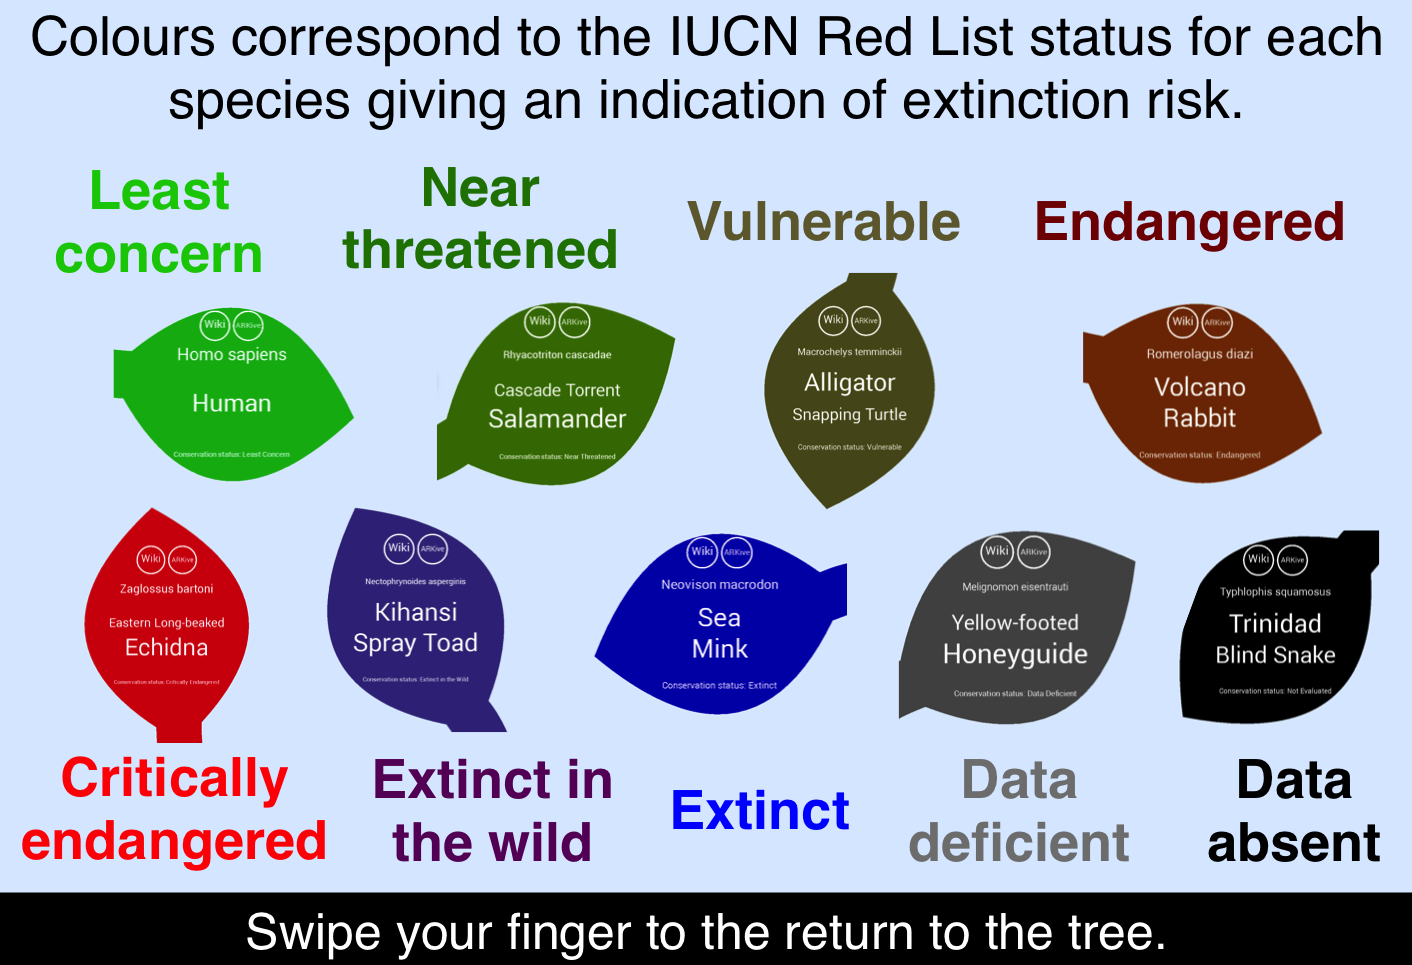 Colours correspond to the IUCN Red List status for each
species giving an indication of extinction risk.
Least
concern
Near
threatened
Vulnerable
Endangered
Wiki ARKive
Homo sapiens
Human
Conservation status: Least Concern
Wiki ARKive
Rhyacotriton cascadae
Cascade Torrent
Salamander
Conservation status: Near Threatened
Wiki ARKive
Macrochelys temminckii
Alligator
Snapping Turtle
Conservation status: Vulnerable
Wiki ARKive
Romerolagus diazi
Volcano
Rabbit
Conservation status: Endangered
Wiki ARKive
Zaglossus bartoni
Eastern Long-beaked
Echidna
Conservation status: Critically Endangered
Wiki ARKive
Nectophrynoides asperginis
Kihansi
Spray Toad
Conservation status: Extinct in the Wild
Wiki ARKive
Neovison macrodon
Sea
Mink
Conservation status: Extinct
Wiki ARKive
Melignomon eisentrauti
Yellow-footed
Honeyguide
Conservation status: Data Deficient
Wiki ARKive
Typhlophis squamosus
Trinidad
Blind Snake
Conservation status: Not Evaluated
Critically
endangered
Extinct in
the wild
Extinct
Data
deficient
Data
absent
Swipe your finger to the return to the tree.